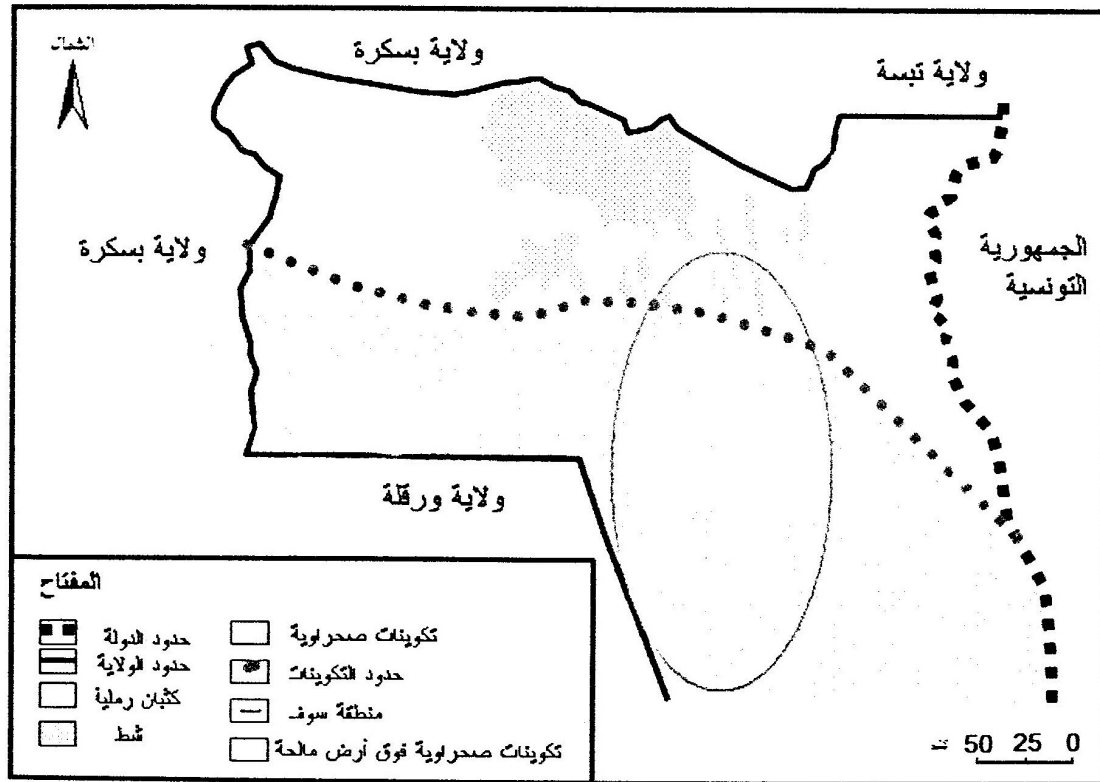 الشمال
ولاية بسكرة
ولاية تبسة
ولاية بسكرة
الجمهورية
التونسية
ولاية ورقلة
المفتاح
حدود الدولة
حدود الولاية
كثبان رملية
شط
تكوينات صحراوية
حدود التكوينات
منطقة سوف
تكوينات صحراوية فوق أرض مالحة
50 25 0